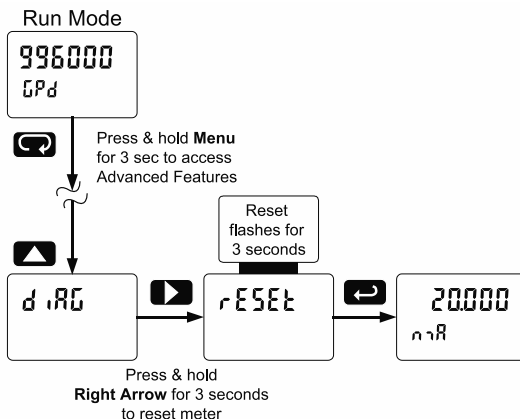 Run Mode
996000
GPd
Press & hold Menu
for 3 sec to access
Advanced Features
Reset
flashes for
3 seconds
diAG
rESEt
20.000
mA
Press & hold
Right Arrow for 3 seconds
to reset meter